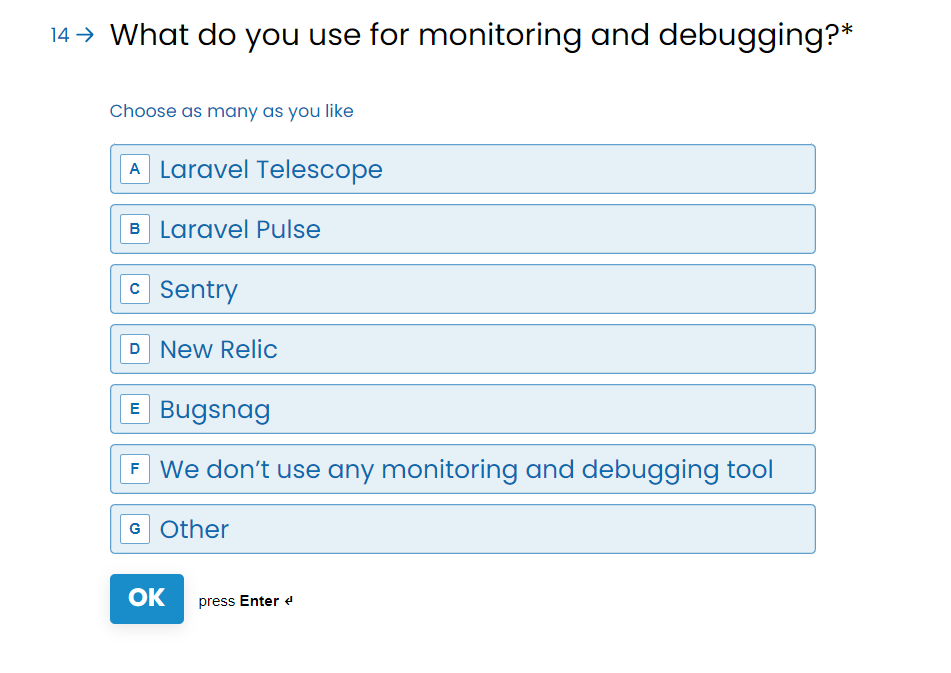 14 → What do you use for monitoring and debugging?*
Choose as many as you like
A Laravel Telescope
B Laravel Pulse
C Sentry
D New Relic
E Bugsnag
F We don’t use any monitoring and debugging tool
G Other
OK press Enter ↵